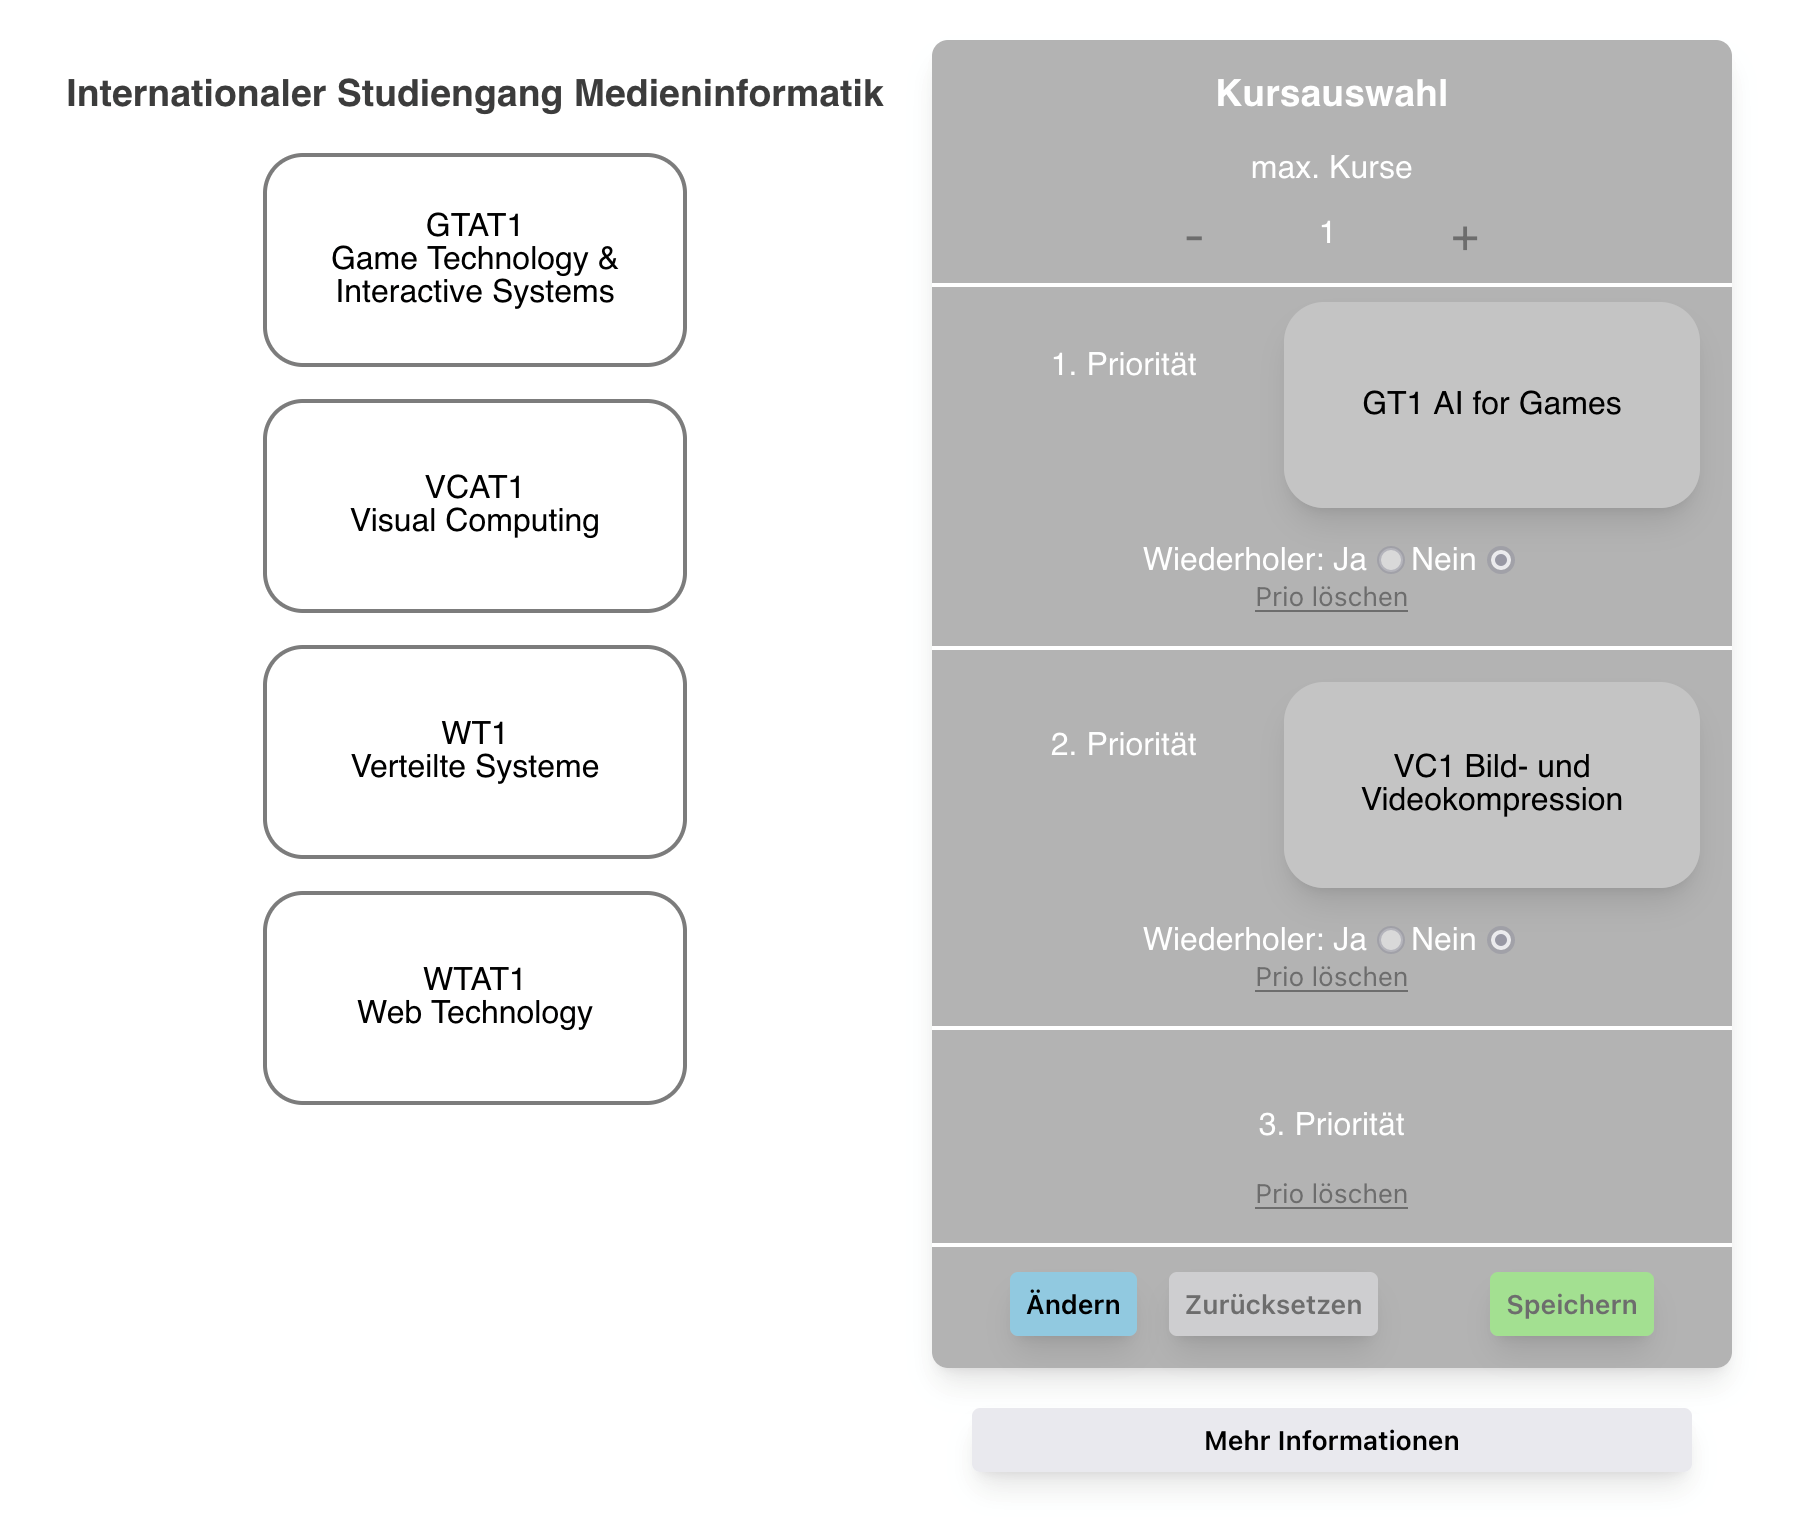 Internationaler Studiengang Medieninformatik
GTAT1
Game Technology &
Interactive Systems
VCAT1
Visual Computing
WT1
Verteilte Systeme
WTAT1
Web Technology
Kursauswahl
max. Kurse
- 1 +
1. Priorität
GT1 AI for Games
Wiederholer: Ja Nein
Prio löschen
2. Priorität
VC1 Bild- und
Videokompression
Wiederholer: Ja Nein
Prio löschen
3. Priorität
Prio löschen
Ändern Zurücksetzen Speichern
Mehr Informationen